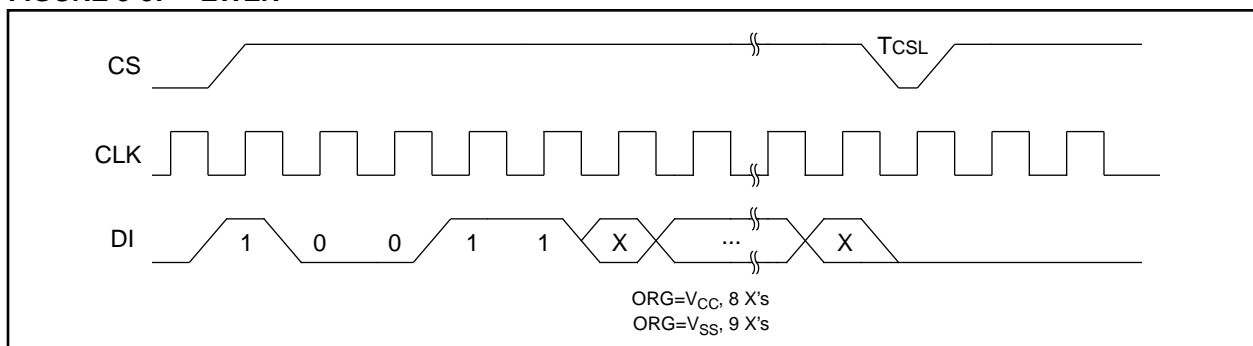 CS
TCSL
CLK
DI
1 0 0 1 1 X ... X
ORG=VCC, 8 X's
ORG=VSS, 9 X's